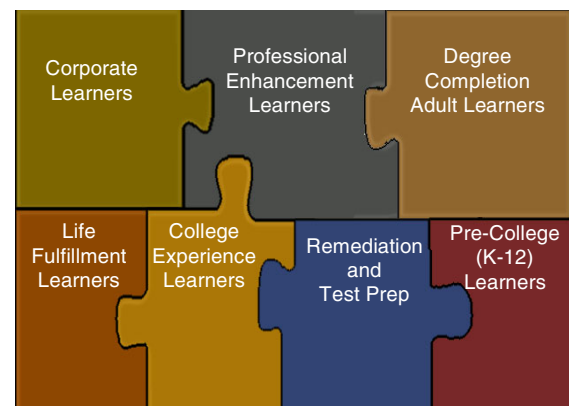 Corporate
Learners
Professional
Enhancement
Learners
Degree
Completion
Adult Learners
Life
Fulfillment
Learners
College
Experience
Learners
Remediation
and
Test Prep
Pre-College
(K-12)
Learners